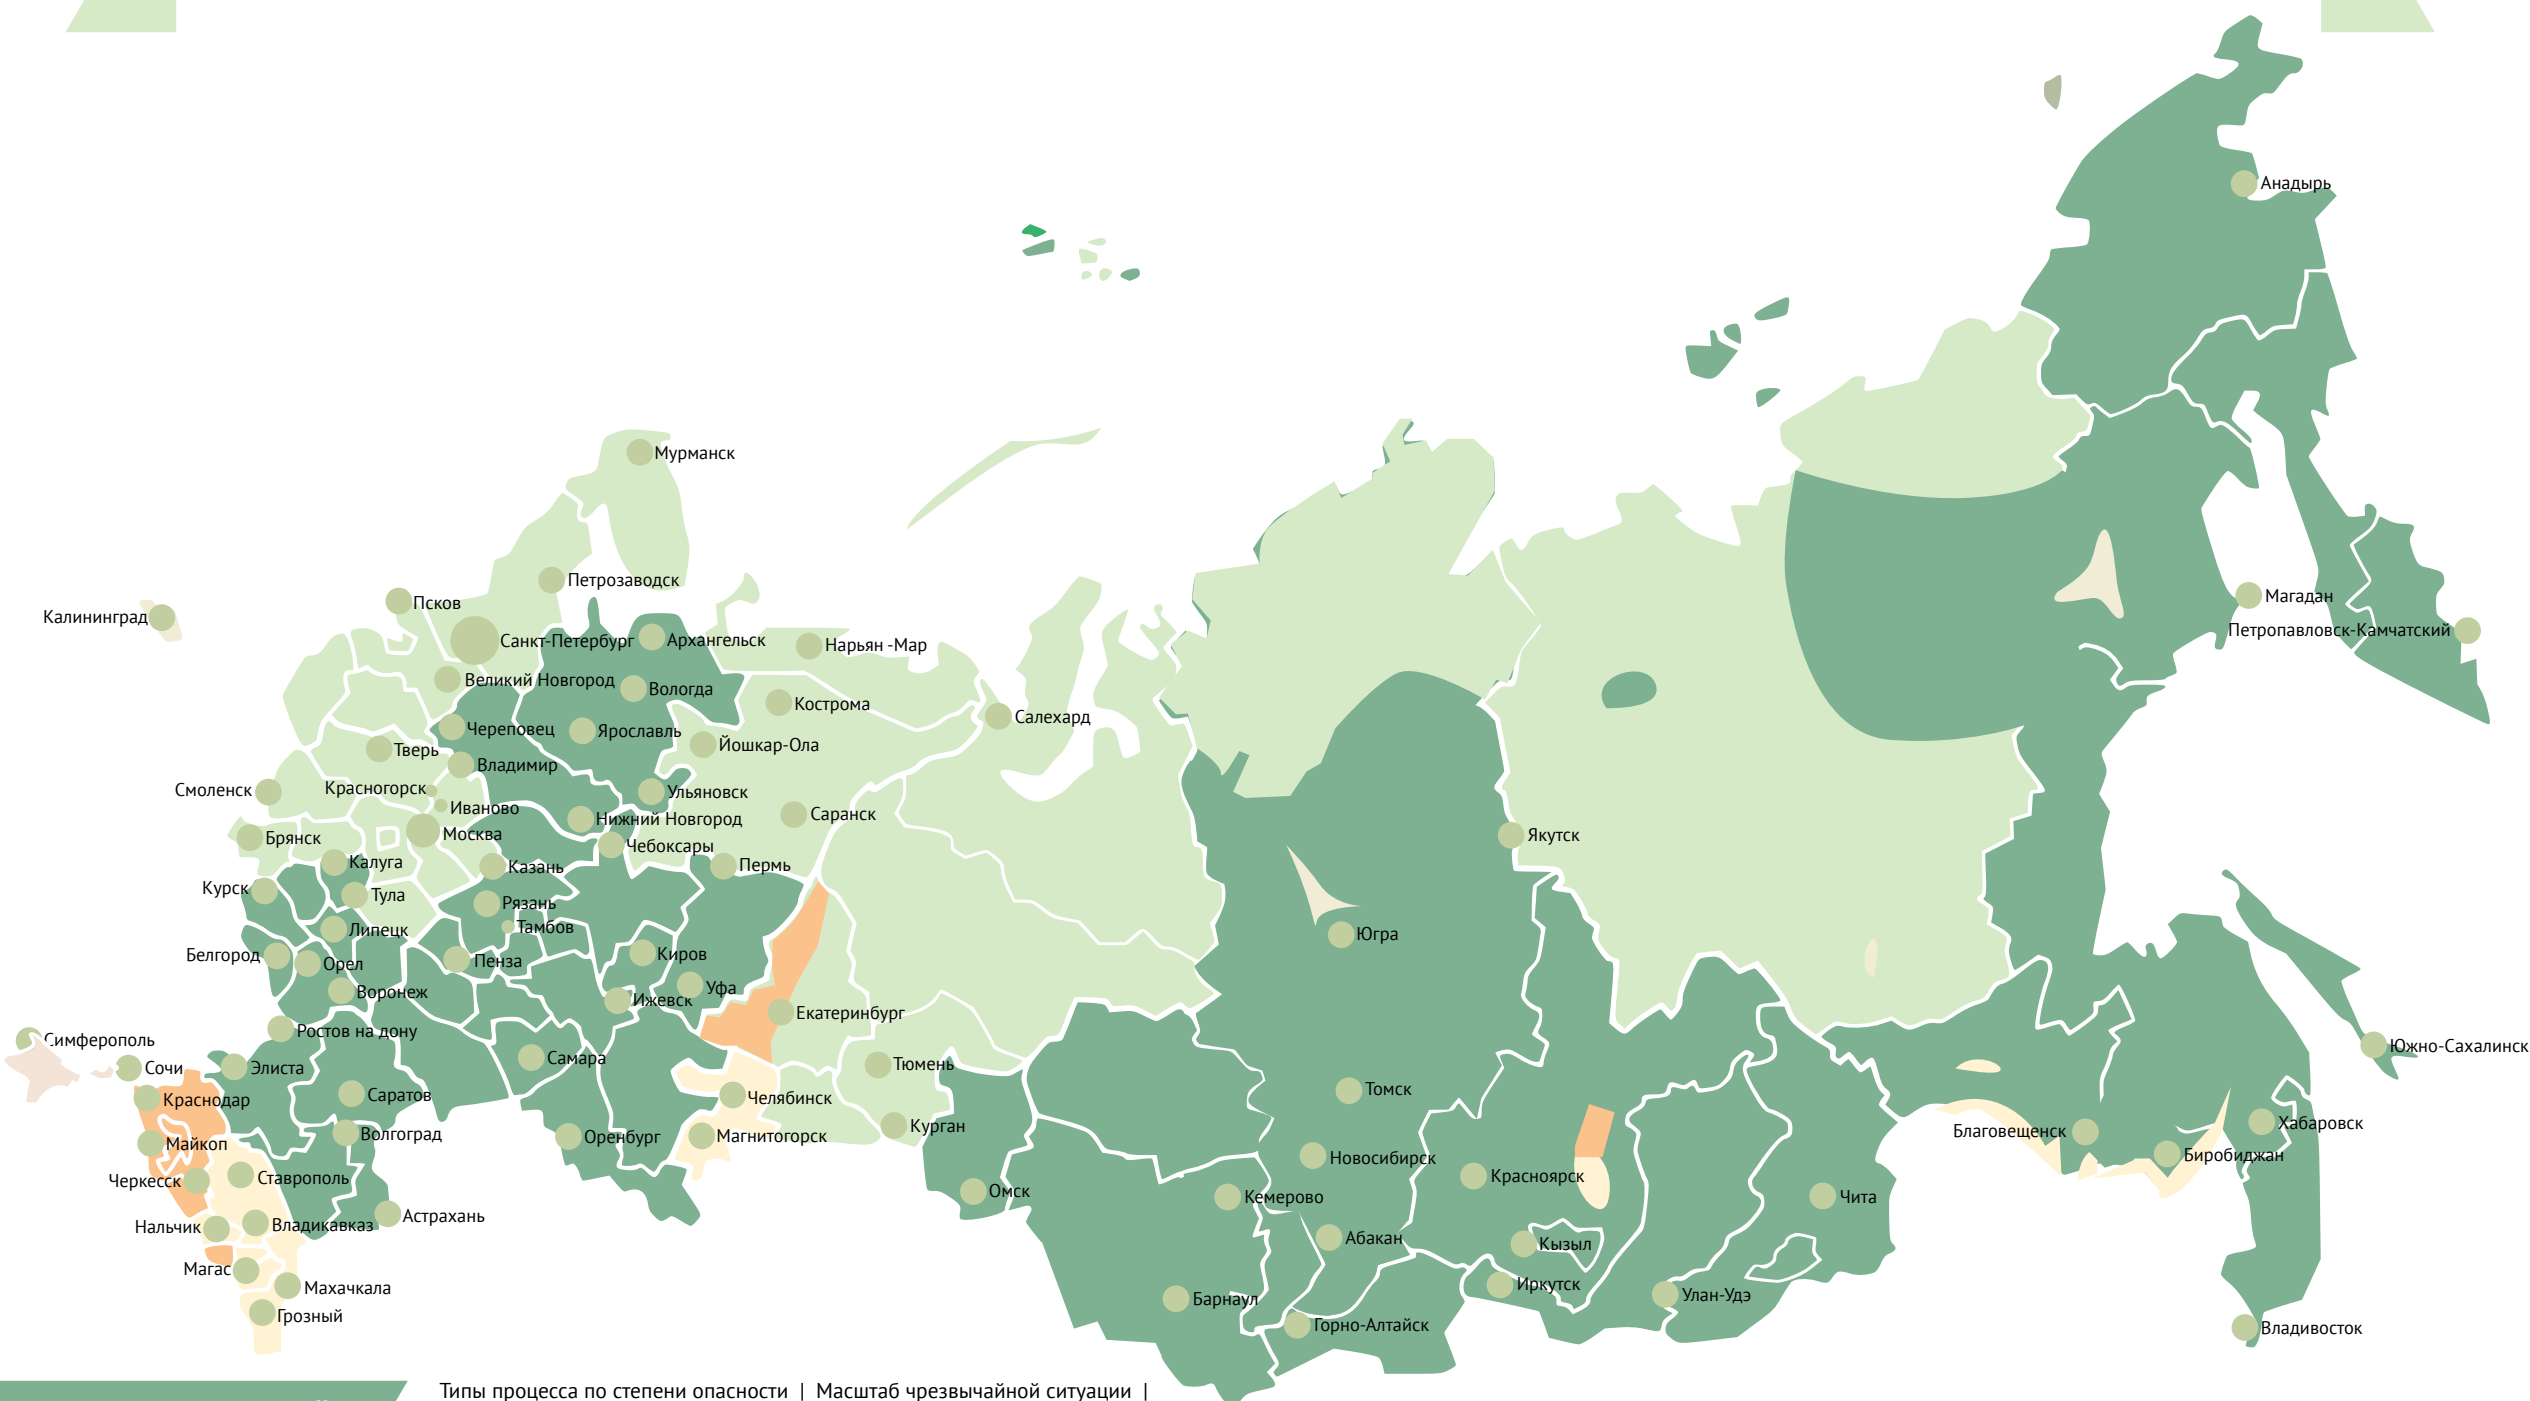 Анадырь
Мурманск
Петрозаводск
Псков
Калининград
Магадан
Петропавловск-Камчатский
Санкт-Петербург
Архангельск
Нарьян -Мар
Великий Новгород
Вологда
Кострома
Салехард
Череповец
Ярославль
Йошкар-Ола
Тверь
Владимир
Смоленск
Красногорск
Ульяновск
Иваново
Саранск
Нижний Новгород
Москва
Якутск
Брянск
Чебоксары
Калуга
Казань
Пермь
Курск
Тула
Рязань
Тамбов
Липецк
Югра
Белгород
Орел
Пенза
Киров
Воронеж
Ижевск
Уфа
Екатеринбург
Ростов на дону
Симферополь
Южно-Сахалинск
Самара
Тюмень
Сочи
Элиста
Томск
Саратов
Челябинск
Краснодар
Хабаровск
Курган
Благовещенск
Волгоград
Оренбург
Магнитогорск
Майкоп
Биробиджан
Новосибирск
Красноярск
Черкесск
Ставрополь
Омск
Кемерово
Чита
Астрахань
Нальчик
Владикавказ
Абакан
Кызыл
Магас
Махачкала
Иркутск
Улан-Удэ
Барнаул
Грозный
Горно-Алтайск
Владивосток
Типы процесса по степени опасности | Масштаб чрезвычайной ситуации |